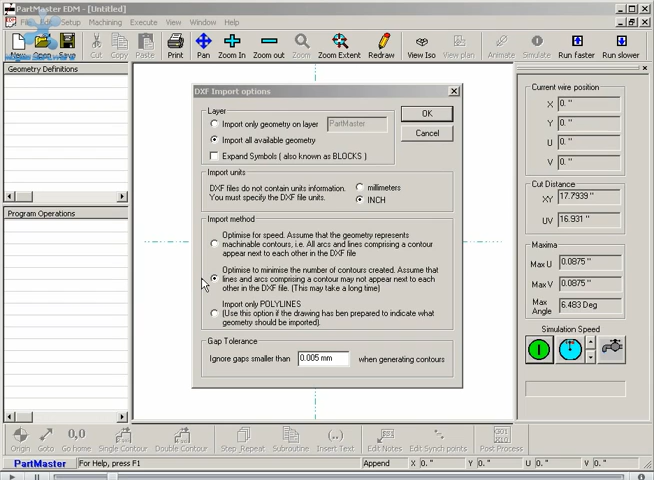 PartMaster EDM - [Untitled]
Setup Machining Execute View Window Help
New Save Cut Copy Paste Print Pan Zoom In Zoom out Zoom Zoom Extent Redraw View Iso View plan Animate Simulate Run faster Run slower
Geometry Definitions
Program Operations
DXF Import options
Layer
Import only geometry on layer PartMaster
Import all available geometry
Expand Symbols ( also known as BLOCKS )
OK
Cancel
Import units
DXF files do not contain units information.
You must specify the DXF file units.
millimeters
INCH
Import method
Optimise for speed. Assume that the geometry represents
machinable contours, i.e. All arcs and lines comprising a contour
appear next to each other in the DXF file
Optimise to minimise the number of contours created. Assume that
lines and arcs comprising a contour may not appear next to each
other in the DXF file. (This may take a long time)
Import only POLYLINES
(Use this option if the drawing has ben prepared to indicate what
geometry should be imported).
Gap Tolerance
Ignore gaps smaller than 0.005 mm when generating contours
Current wire position
X 0. "
Y 0. "
U 0. "
V 0. "
Cut Distance
XY 17.7939 "
UV 16.931 "
Maxima
Max U 0.0875 "
Max V 0.0875 "
Max
Angle 6.483 Deg
Simulation Speed
Origin Goto Go home Single Contour Double Contour Step_Repeat Subroutine Insert Text Edit Notes Edit Synch points Post Process
PartMaster For Help, press F1 Append X 0. " Y 0. " U 0. " V 0. "